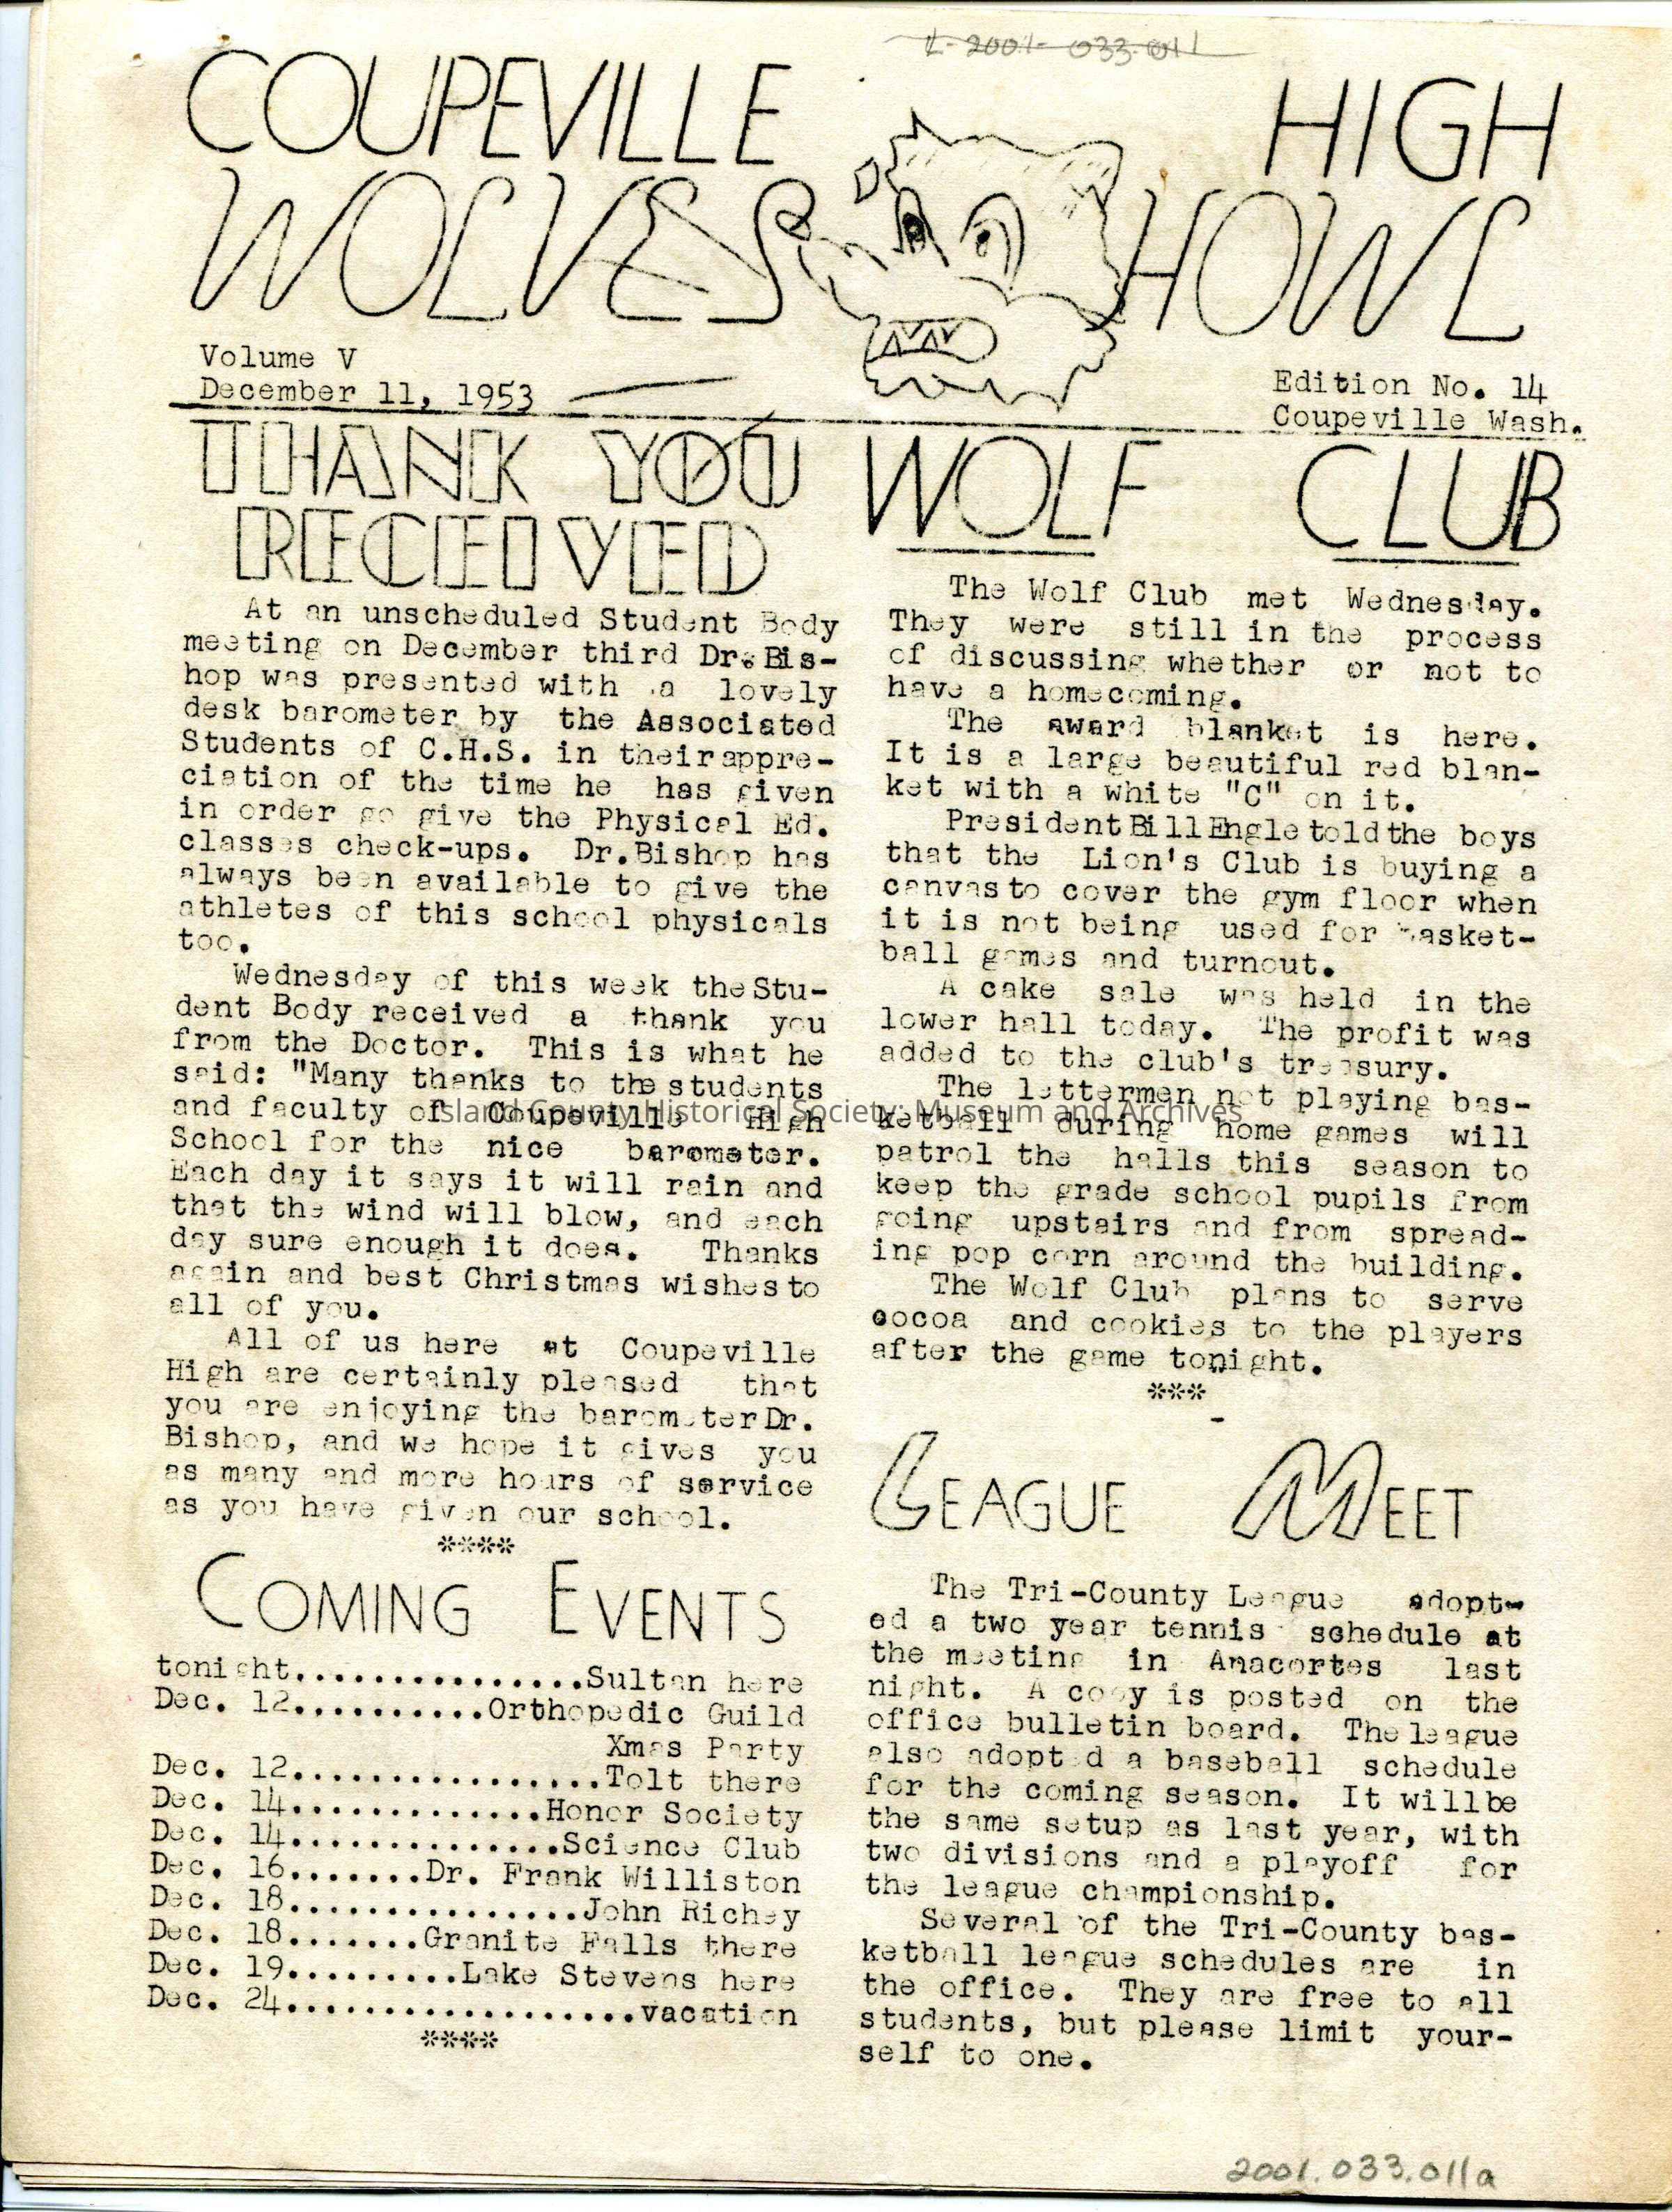 L-2001-033.011
COUPEVILLE HIGH
WOLVES HOWL
Volume V
December 11, 1953
Edition No. 14
Coupeville Wash.
THANK YOU
RECEIVED
At an unscheduled Student Body
meeting on December third Dr. Bis-
hop was presented with a lovely
desk barometer by the Associated
Students of C.H.S. in their appre-
ciation of the time he has given
in order go give the Physical Ed.
classes check-ups. Dr. Bishop has
always been available to give the
athletes of this school physicals
too.
Wednesday of this week the Stu-
dent Body received a thank you
from the Doctor. This is what he
said: "Many thanks to the students
and faculty of Coupeville High
School for the nice barometer.
Each day it says it will rain and
that the wind will blow, and each
day sure enough it does. Thanks
again and best Christmas wishes to
all of you.
All of us here at Coupeville
High are certainly pleased that
you are enjoying the barometer Dr.
Bishop, and we hope it gives you
as many and more hours of service
as you have given our school.
****
COMING EVENTS
tonight...............Sultan here
Dec. 12..........Orthopedic Guild
Xmas Party
Dec. 12................Tolt there
Dec. 14.............Honor Society
Dec. 14..............Science Club
Dec. 16.......Dr. Frank Williston
Dec. 18...............John Richey
Dec. 18.......Granite Falls there
Dec. 19.........Lake Stevens here
Dec. 24..................vacation
****
WOLF CLUB
The Wolf Club met Wednesday.
They were still in the process
of discussing whether or not to
have a homecoming.
The award blanket is here.
It is a large beautiful red blan-
ket with a white "C" on it.
President Bill Engle told the boys
that the Lion's Club is buying a
canvas to cover the gym floor when
it is not being used for basket-
ball games and turnout.
A cake sale was held in the
lower hall today. The profit was
added to the club's treasury.
The lettermen not playing bas-
ketball during home games will
patrol the halls this season to
keep the grade school pupils from
going upstairs and from spread-
ing pop corn around the building.
The Wolf Club plans to serve
cocoa and cookies to the players
after the game tonight.
***
LEAGUE MEET
The Tri-County League adopt-
ed a two year tennis schedule at
the meeting in Anacortes last
night. A copy is posted on the
office bulletin board. The league
also adopted a baseball schedule
for the coming season. It will be
the same setup as last year, with
two divisions and a playoff for
the league championship.
Several of the Tri-County bas-
ketball league schedules are in
the office. They are free to all
students, but please limit your-
self to one.
Island County Historical Society: Museum and Archives
2001.033.011a